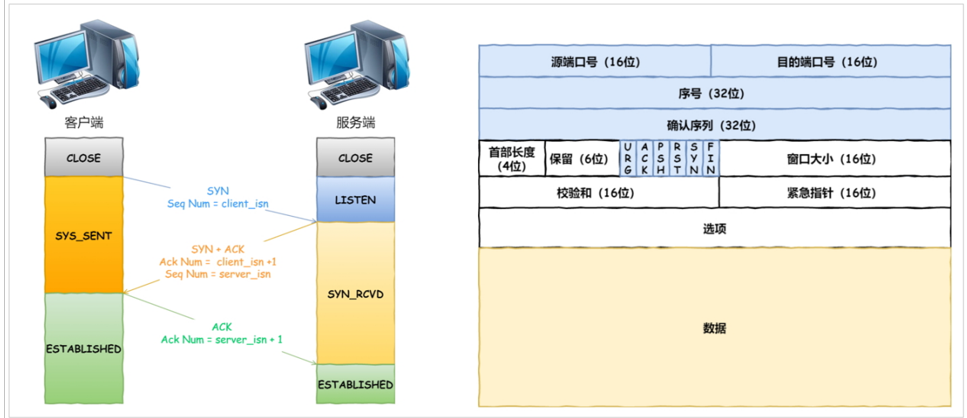 客户端
CLOSE
SYS_SENT
ESTABLISHED
SYN
Seq Num = client_isn
SYN + ACK
Ack Num = client_isn +1
Seq Num = server_isn
ACK
Ack Num = server_isn + 1
服务端
CLOSE
LISTEN
SYN_RCVD
ESTABLISHED
源端口号（16位）
目的端口号（16位）
序号（32位）
确认序列（32位）
首部长度
（4位）
保留（6位）
URG
ACK
PSH
RST
SYN
FIN
窗口大小（16位）
校验和（16位）
紧急指针（16位）
选项
数据